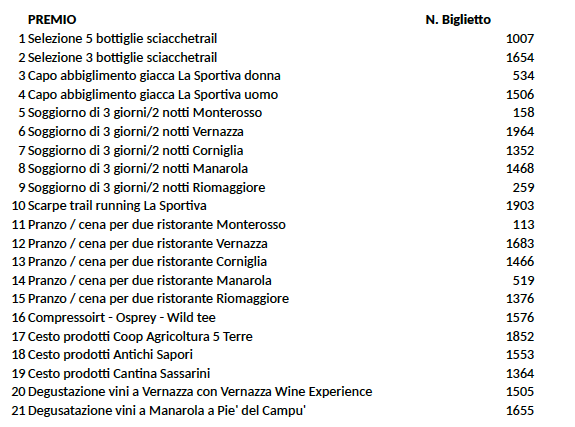 PREMIO N. Biglietto
1 Selezione 5 bottiglie sciacchetrail 1007
2 Selezione 3 bottiglie sciacchetrail 1654
3 Capo abbiglimento giacca La Sportiva donna 534
4 Capo abbiglimento giacca La Sportiva uomo 1506
5 Soggiorno di 3 giorni/2 notti Monterosso 158
6 Soggiorno di 3 giorni/2 notti Vernazza 1964
7 Soggiorno di 3 giorni/2 notti Corniglia 1352
8 Soggiorno di 3 giorni/2 notti Manarola 1468
9 Soggiorno di 3 giorni/2 notti Riomaggiore 259
10 Scarpe trail running La Sportiva 1903
11 Pranzo / cena per due ristorante Monterosso 113
12 Pranzo / cena per due ristorante Vernazza 1683
13 Pranzo / cena per due ristorante Corniglia 1466
14 Pranzo / cena per due ristorante Manarola 519
15 Pranzo / cena per due ristorante Riomaggiore 1376
16 Compressoirt - Osprey - Wild tee 1576
17 Cesto prodotti Coop Agricoltura 5 Terre 1852
18 Cesto prodotti Antichi Sapori 1553
19 Cesto prodotti Cantina Sassarini 1364
20 Degustazione vini a Vernazza con Vernazza Wine Experience 1505
21 Degusatazione vini a Manarola a Pie' del Campu' 1655